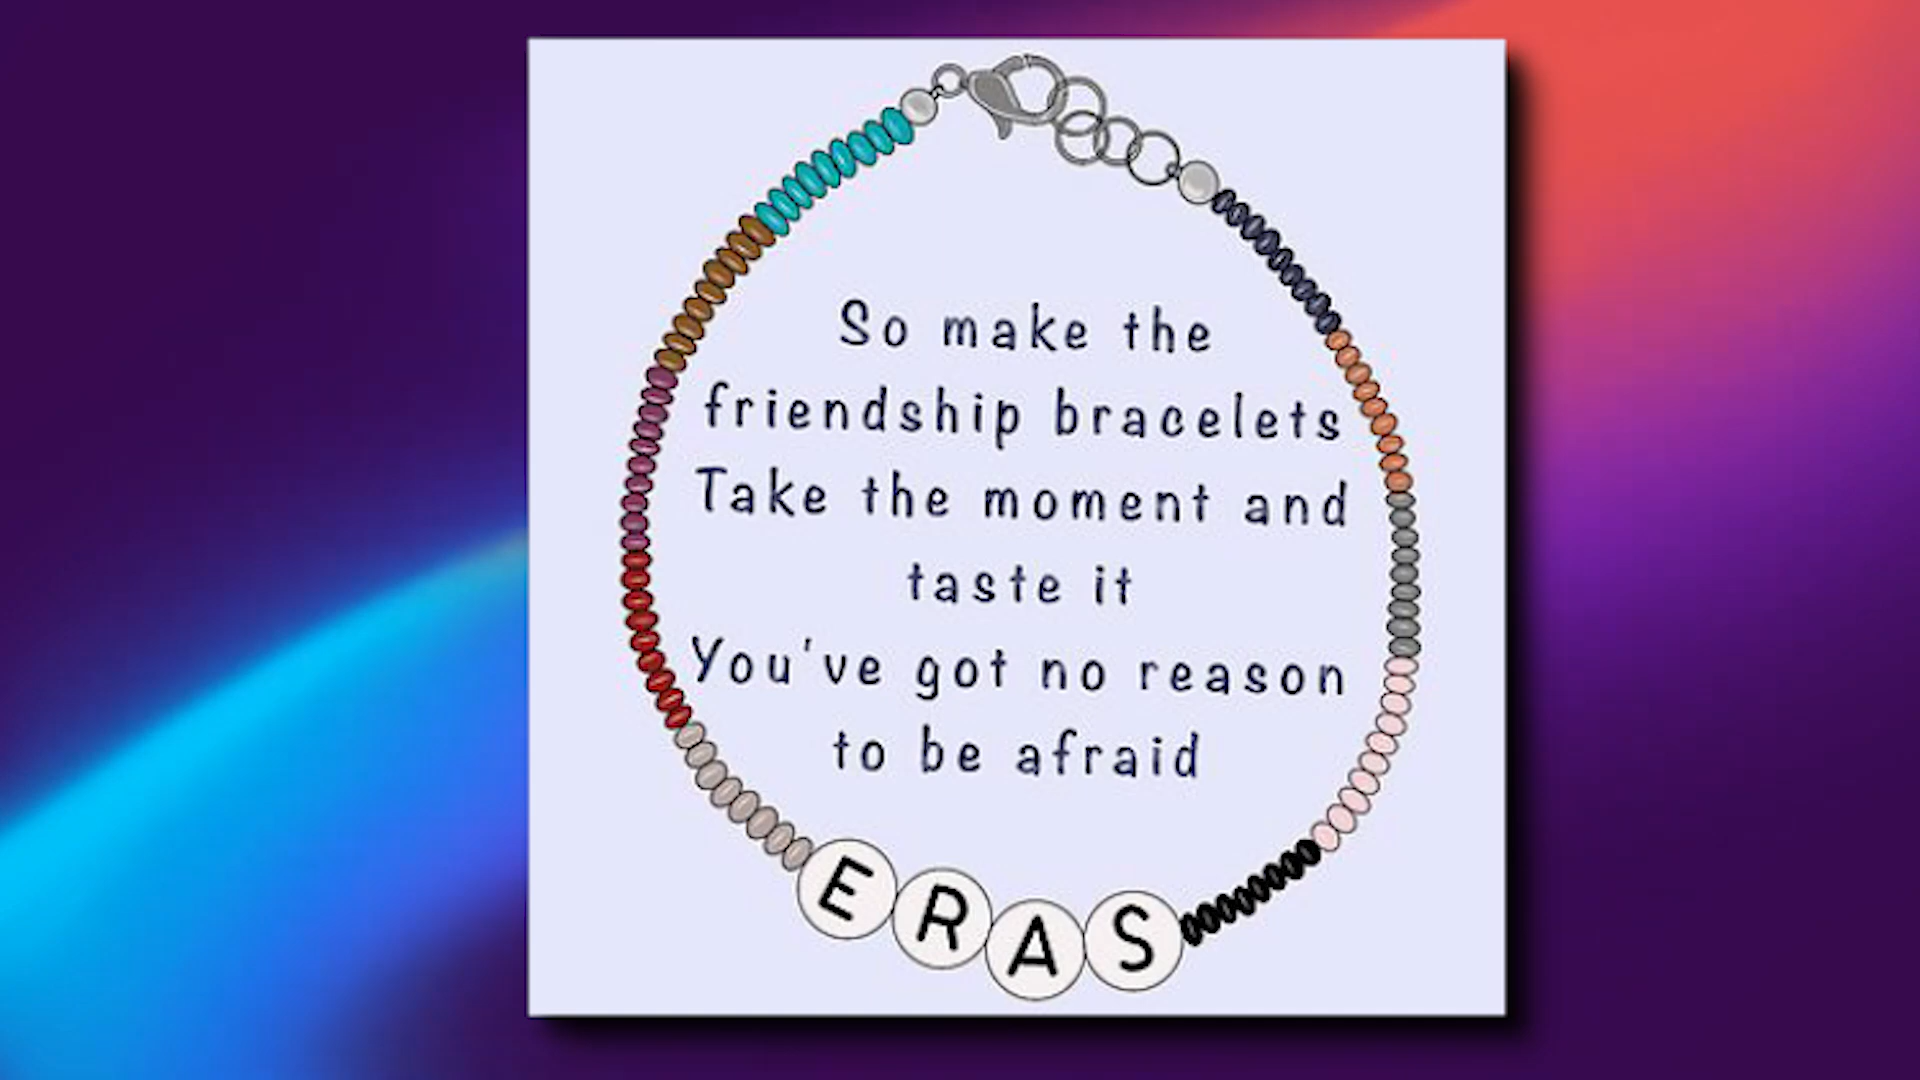 So make the
friendship bracelets
Take the moment and
taste it
You've got no reason
to be afraid
ERAS